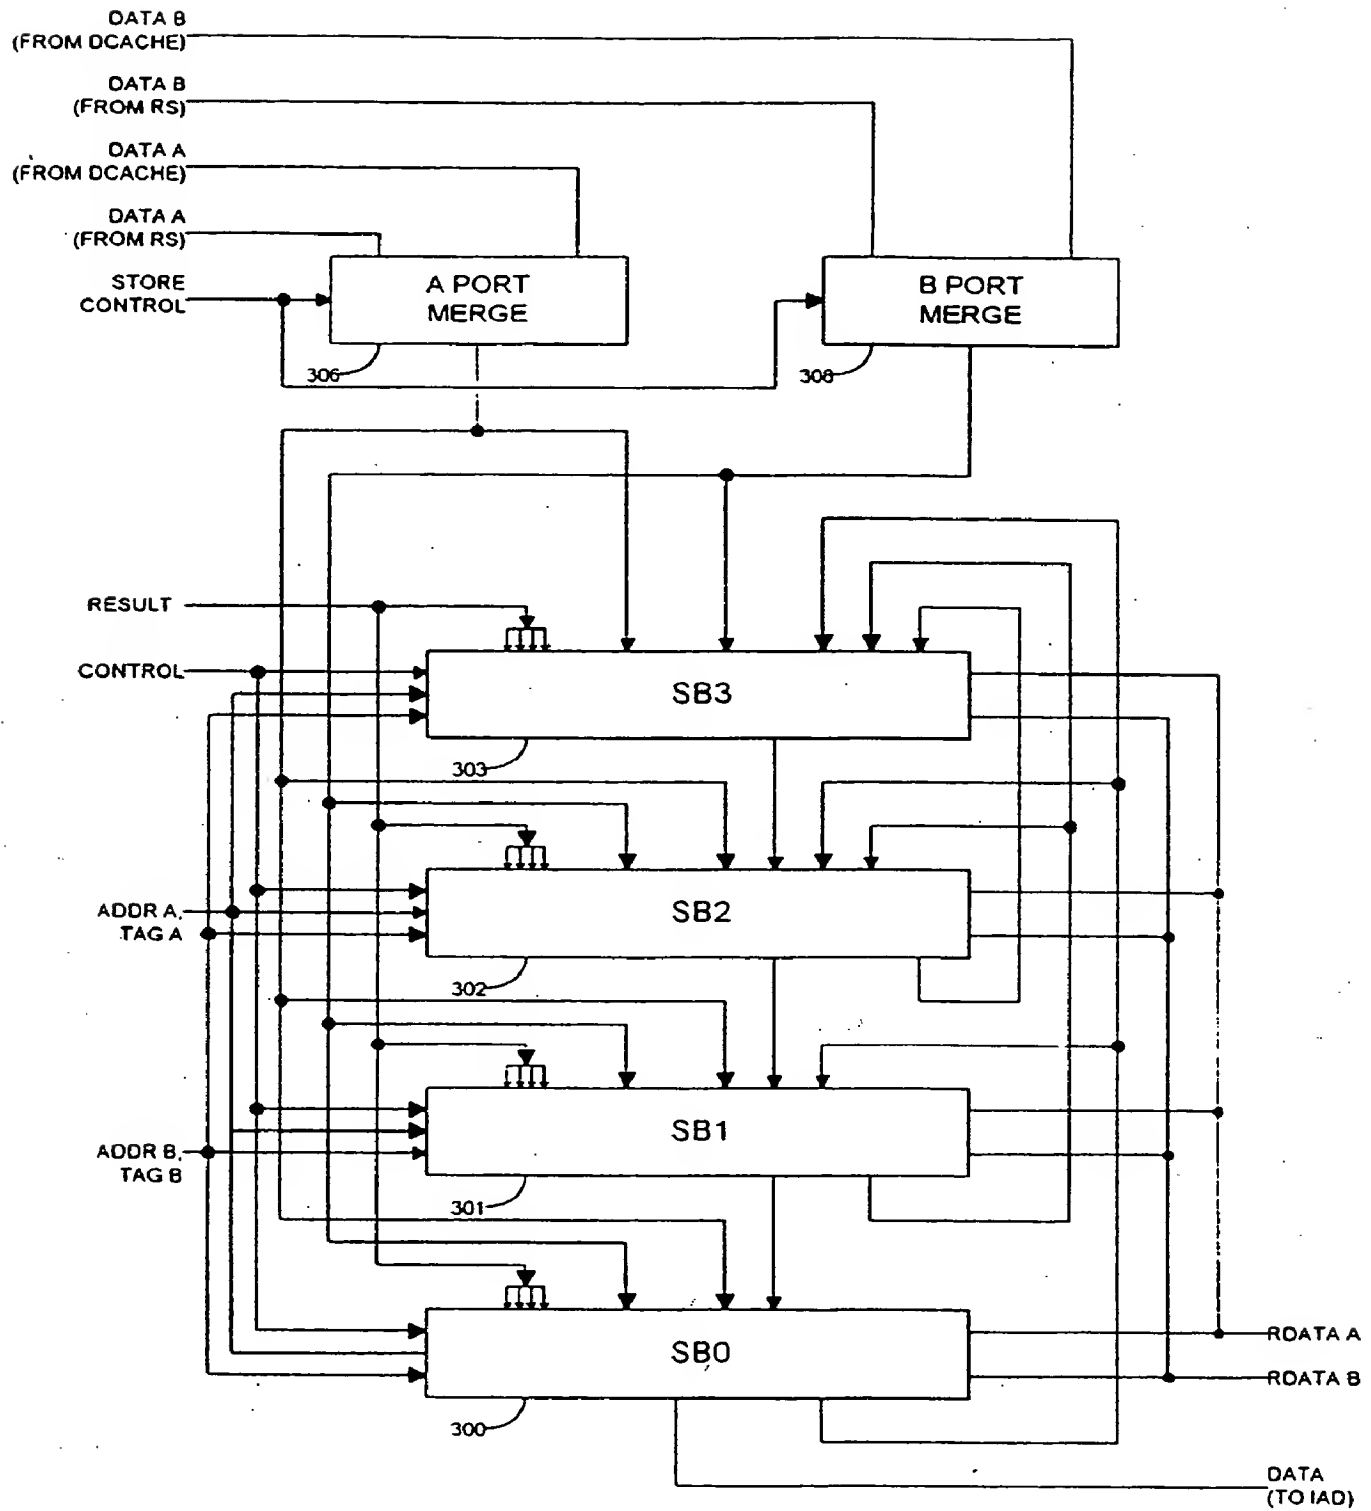 DATA B
(FROM DCACHE)
DATA B
(FROM RS)
DATA A
(FROM DCACHE)
DATA A
(FROM RS)
STORE
CONTROL
A PORT
MERGE
B PORT
MERGE
306
308
RESULT
CONTROL
SB3
303
ADDR A,
TAG A
SB2
302
ADDR B,
TAG B
SB1
301
SB0
300
RDATA A
RDATA B
DATA
(TO IAD)